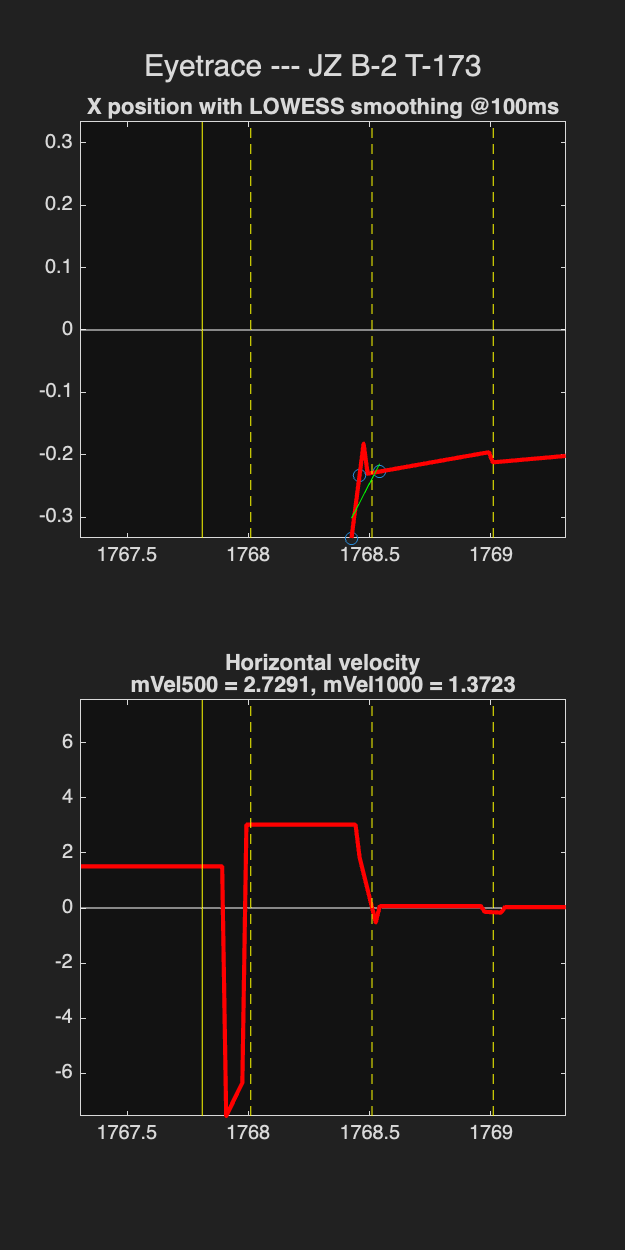 Eyetrace --- JZ B-2 T-173
X position with LOWESS smoothing @100ms
0.3
0.2
0.1
0
-0.1
-0.2
-0.3
1767.5 1768 1768.5 1769
Horizontal velocity
mVel500 = 2.7291, mVel1000 = 1.3723
6
4
2
0
-2
-4
-6
1767.5 1768 1768.5 1769